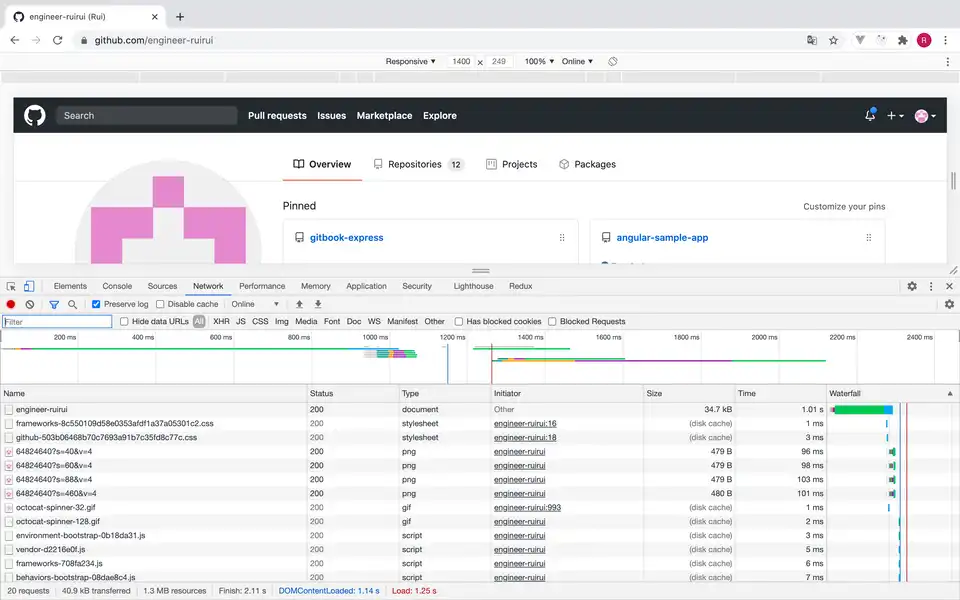 engineer-ruirui (Rui)
github.com/engineer-ruirui
R
Responsive 1400 x 249 100% Online
Search Pull requests Issues Marketplace Explore
Overview Repositories 12 Projects Packages
Pinned Customize your pins
gitbook-express angular-sample-app
Elements Console Sources Network Performance Memory Application Security Lighthouse Redux
Preserve log Disable cache Online
Filter Hide data URLs All XHR JS CSS Img Media Font Doc WS Manifest Other Has blocked cookies Blocked Requests
200 ms 400 ms 600 ms 800 ms 1000 ms 1200 ms 1400 ms 1600 ms 1800 ms 2000 ms 2200 ms 2400 ms
Name Status Type Initiator Size Time Waterfall
engineer-ruirui 200 document Other 34.7 kB 1.01 s
frameworks-8c550109d58e0353afdf1a37a05301c2.css 200 stylesheet engineer-ruirui:16 (disk cache) 1 ms
github-503b06468b70c7693a91b7c35fd8c77c.css 200 stylesheet engineer-ruirui:18 (disk cache) 3 ms
64824640?s=40&v=4 200 png engineer-ruirui 479 B 96 ms
64824640?s=60&v=4 200 png engineer-ruirui 479 B 98 ms
64824640?s=88&v=4 200 png engineer-ruirui 479 B 103 ms
64824640?s=460&v=4 200 png engineer-ruirui 480 B 101 ms
octocat-spinner-32.gif 200 gif engineer-ruirui:993 (disk cache) 1 ms
octocat-spinner-128.gif 200 gif engineer-ruirui (disk cache) 2 ms
environment-bootstrap-0b18da31.js 200 script engineer-ruirui (disk cache) 3 ms
vendor-d2216e0f.js 200 script engineer-ruirui (disk cache) 5 ms
frameworks-708fa234.js 200 script engineer-ruirui (disk cache) 6 ms
behaviors-bootstrap-08dae8c4.js 200 script engineer-ruirui (disk cache) 7 ms
20 requests 40.9 kB transferred 1.3 MB resources Finish: 2.11 s DOMContentLoaded: 1.14 s Load: 1.25 s